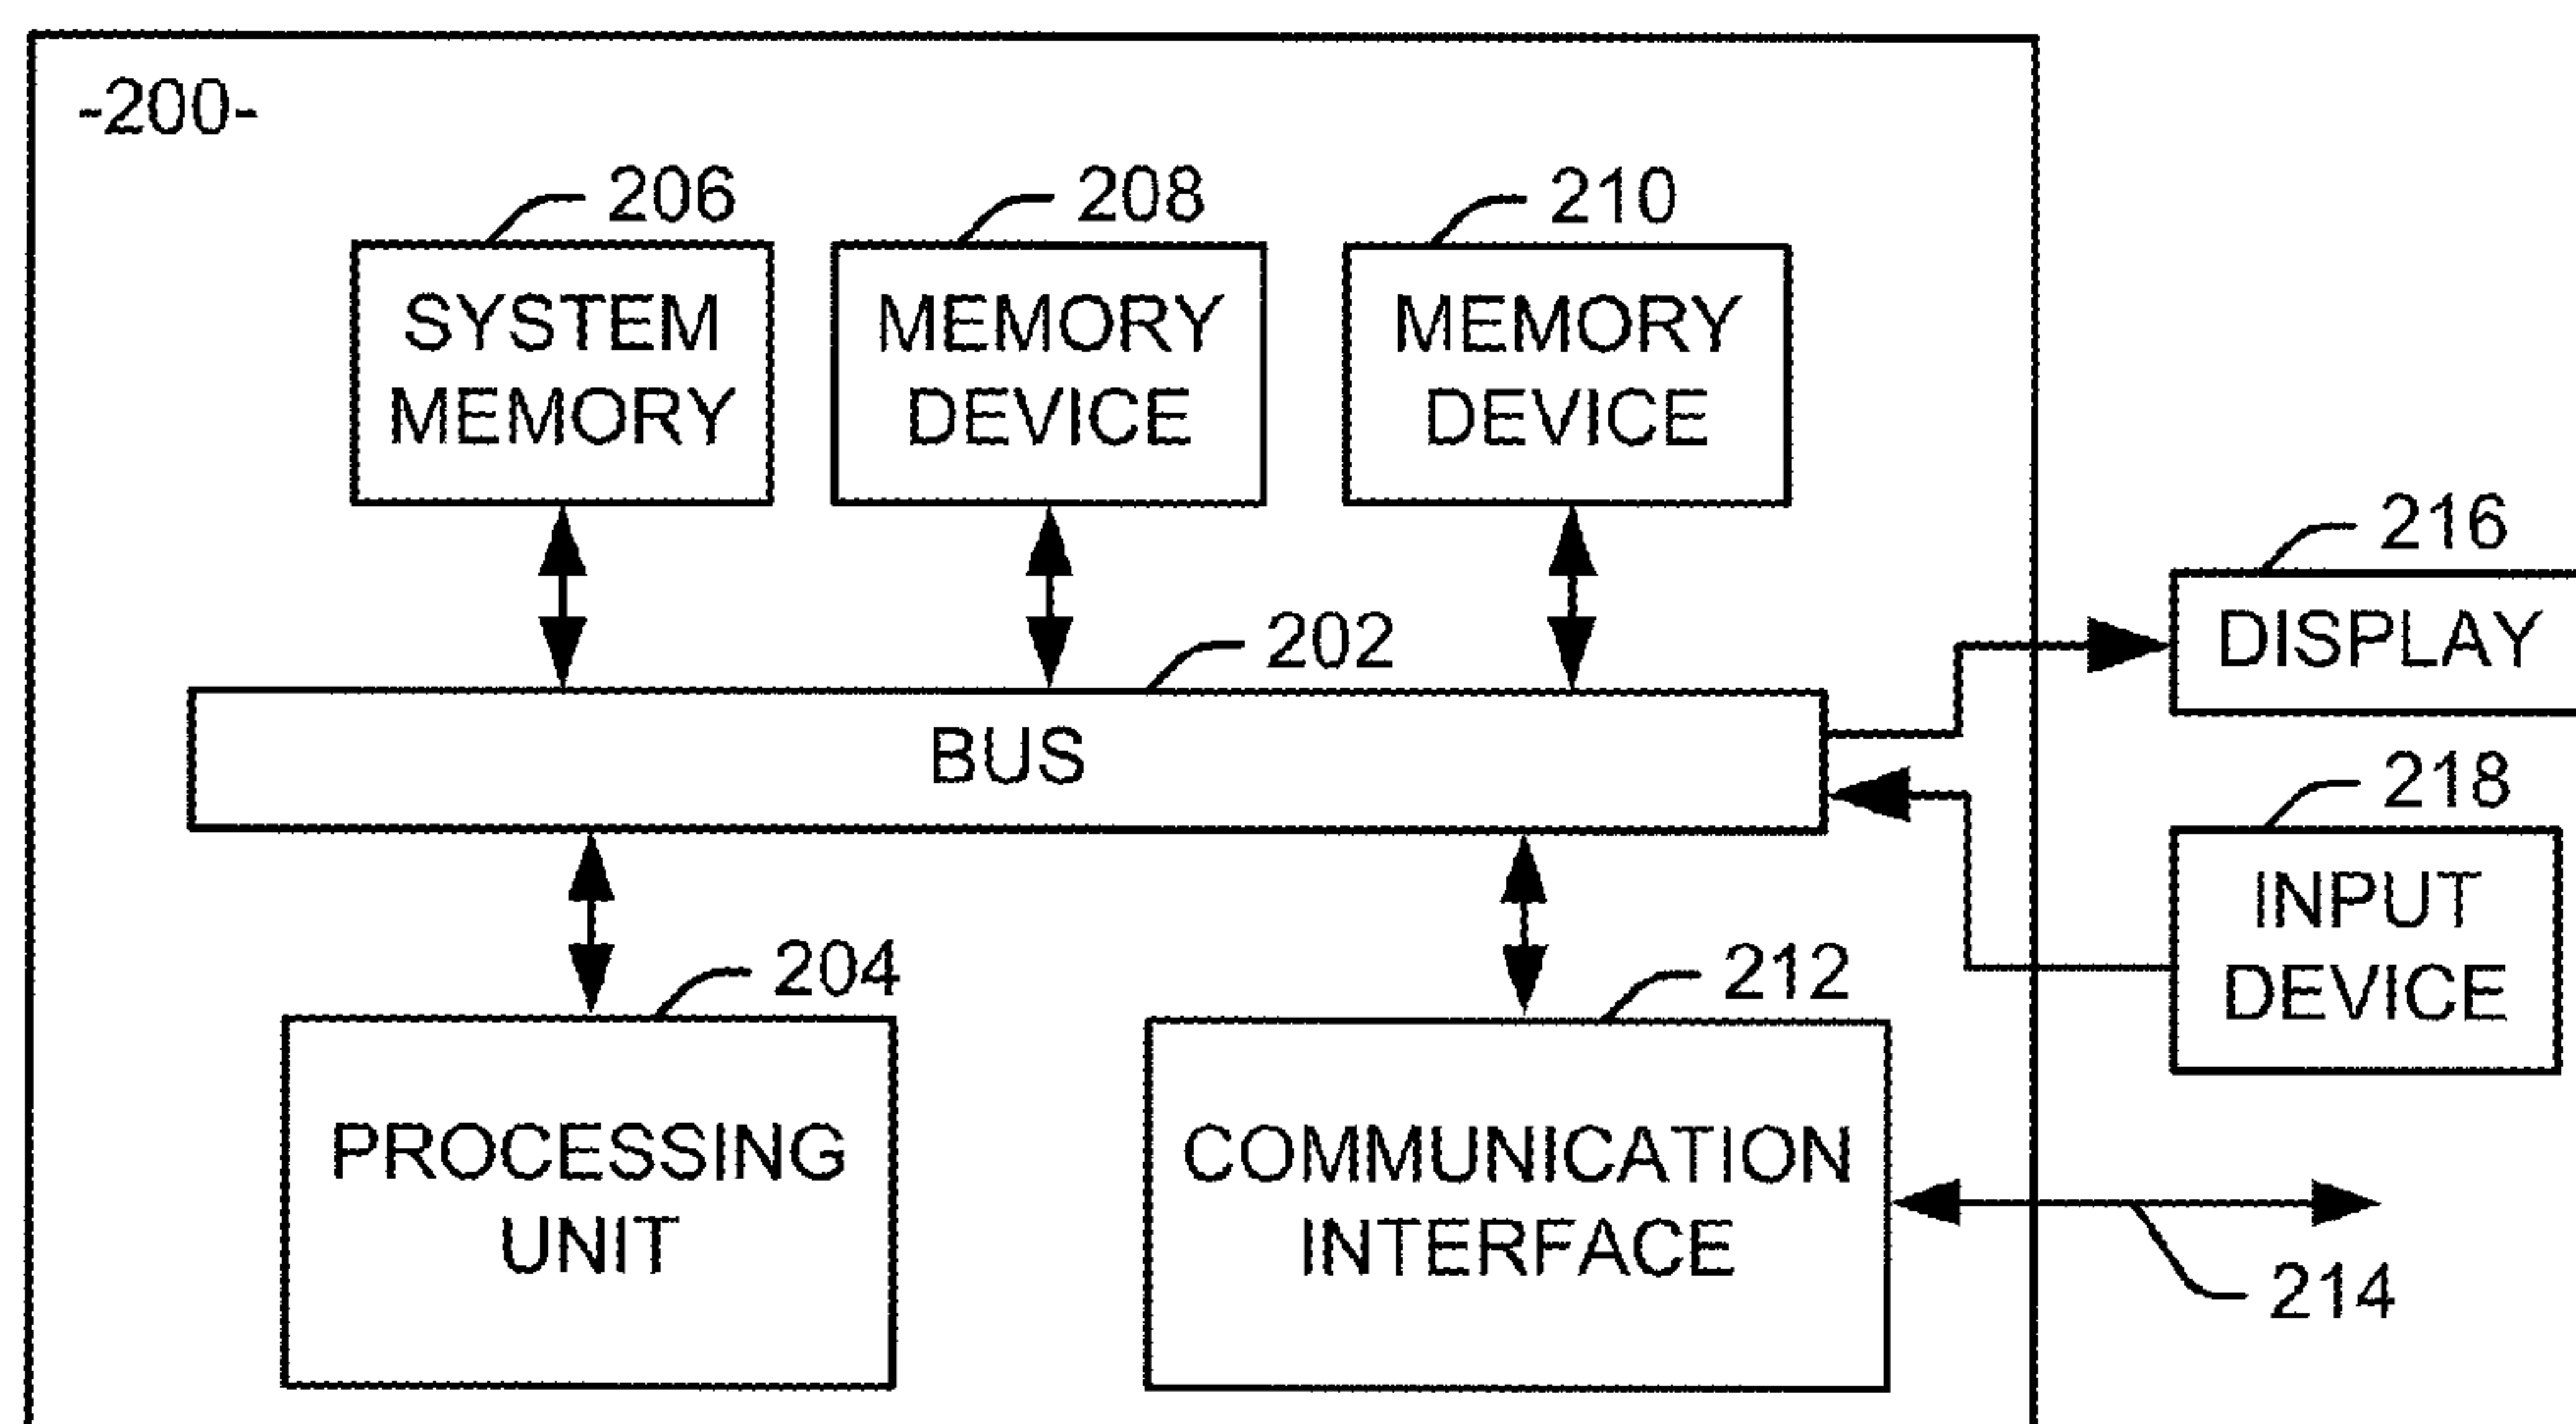 -200-
206
208
210
SYSTEM
MEMORY
MEMORY
DEVICE
MEMORY
DEVICE
216
DISPLAY
202
BUS
218
INPUT
DEVICE
204
212
PROCESSING
UNIT
COMMUNICATION
INTERFACE
214